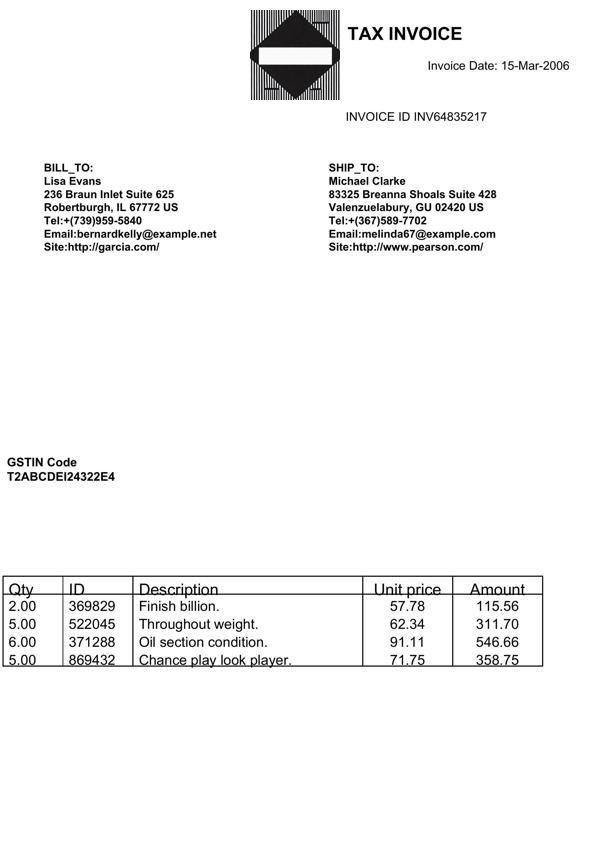 TAX INVOICE
Invoice Date: 15-Mar-2006
INVOICE ID INV64835217
BILL_TO:
Lisa Evans
236 Braun Inlet Suite 625
Robertburgh, IL 67772 US
Tel:+(739)959-5840
Email:bernardkelly@example.net
Site:http://garcia.com/
SHIP_TO:
Michael Clarke
83325 Breanna Shoals Suite 428
Valenzuelabury, GU 02420 US
Tel:+(367)589-7702
Email:melinda67@example.com
Site:http://www.pearson.com/
GSTIN Code
T2ABCDEI24322E4
Qty ID Description Unit price Amount
2.00 369829 Finish billion. 57.78 115.56
5.00 522045 Throughout weight. 62.34 311.70
6.00 371288 Oil section condition. 91.11 546.66
5.00 869432 Chance play look player. 71.75 358.75